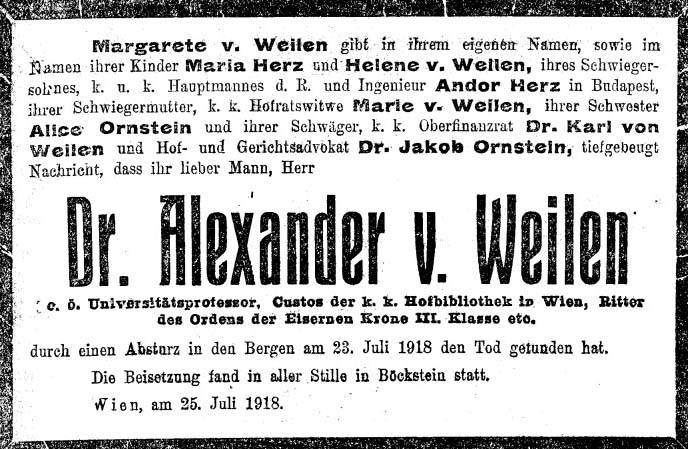 Margarete v. Weilen gibt in ihrem eigenen Namen, sowie im
Namen ihrer Kinder Maria Herz und Helene v. Weilen, ihres Schwieger-
sohnes, k. u. k. Hauptmannes d. R. und Ingenieur Andor Herz in Budapest,
ihrer Schwiegermutter, k. k. Hofratswitwe Marie v. Weilen, ihrer Schwester
Alice Ornstein und ihrer Schwäger, k. k. Oberfinanzrat Dr. Karl von
Weilen und Hof- und Gerichtsadvokat Dr. Jakob Ornstein, tiefgebeugt
Nachricht, dass ihr lieber Mann, Herr
Dr. Alexander v. Weilen
o. ö. Universitätsprofessor, Custos der k. k. Hofbibliothek in Wien, Ritter
des Ordens der Eisernen Krone III. Klasse etc.
durch einen Absturz in den Bergen am 23. Juli 1918 den Tod gefunden hat.
Die Beisetzung fand in aller Stille in Böckstein statt.
Wien, am 25. Juli 1918.